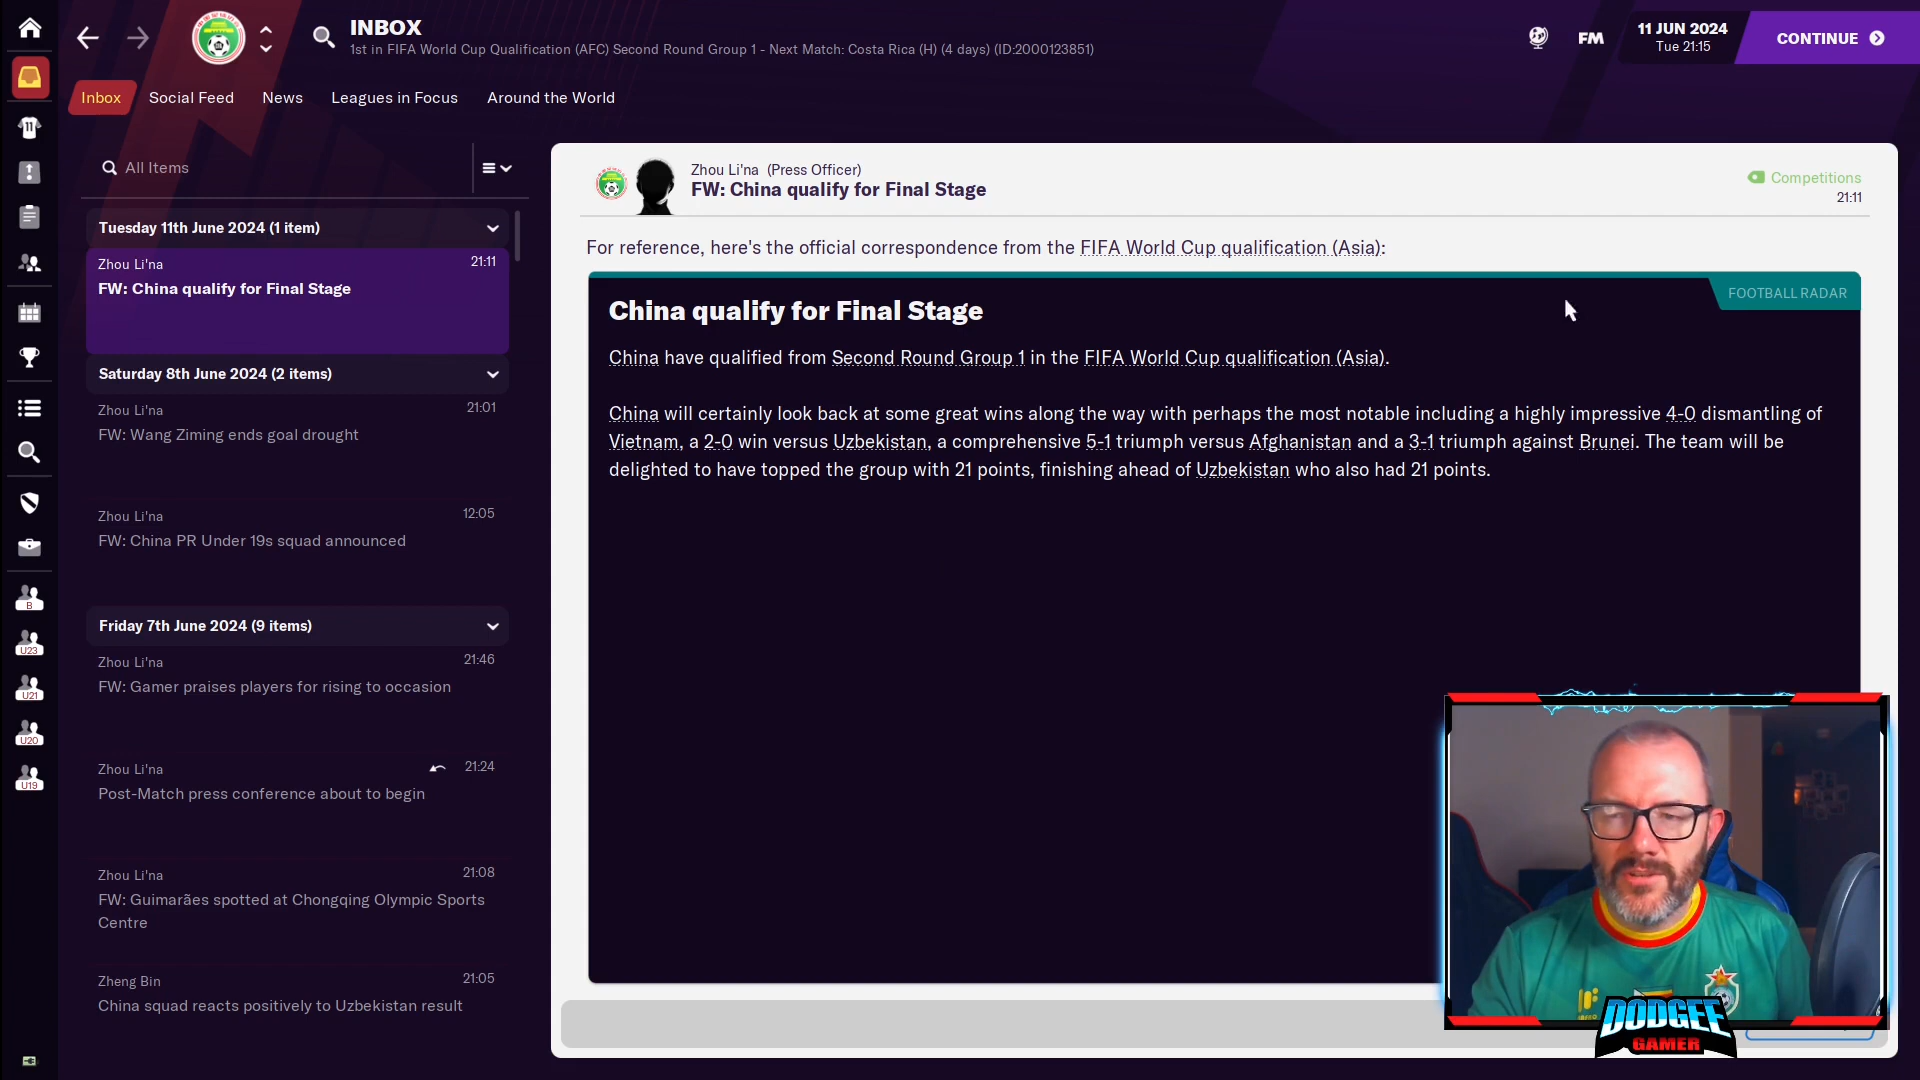 INBOX
1st in FIFA World Cup Qualification (AFC) Second Round Group 1 - Next Match: Costa Rica (H) (4 days) (ID:2000123851)
FM
11 JUN 2024
Tue 21:15
CONTINUE
Inbox
Social Feed
News
Leagues in Focus
Around the World
11
All Items
Tuesday 11th June 2024 (1 item)
Zhou Li'na
21:11
FW: China qualify for Final Stage
Saturday 8th June 2024 (2 items)
Zhou Li'na
21:01
FW: Wang Ziming ends goal drought
Zhou Li'na
12:05
FW: China PR Under 19s squad announced
Friday 7th June 2024 (9 items)
Zhou Li'na
21:46
FW: Gamer praises players for rising to occasion
Zhou Li'na
21:24
Post-Match press conference about to begin
Zhou Li'na
21:08
FW: Guimarães spotted at Chongqing Olympic Sports
Centre
Zheng Bin
21:05
China squad reacts positively to Uzbekistan result
B
U23
U21
U20
U19
Zhou Li'na (Press Officer)
FW: China qualify for Final Stage
Competitions
21:11
For reference, here's the official correspondence from the FIFA World Cup qualification (Asia):
FOOTBALL RADAR
China qualify for Final Stage
China have qualified from Second Round Group 1 in the FIFA World Cup qualification (Asia).
China will certainly look back at some great wins along the way with perhaps the most notable including a highly impressive 4-0 dismantling of
Vietnam, a 2-0 win versus Uzbekistan, a comprehensive 5-1 triumph versus Afghanistan and a 3-1 triumph against Brunei. The team will be
delighted to have topped the group with 21 points, finishing ahead of Uzbekistan who also had 21 points.
DODGEE
GAMER